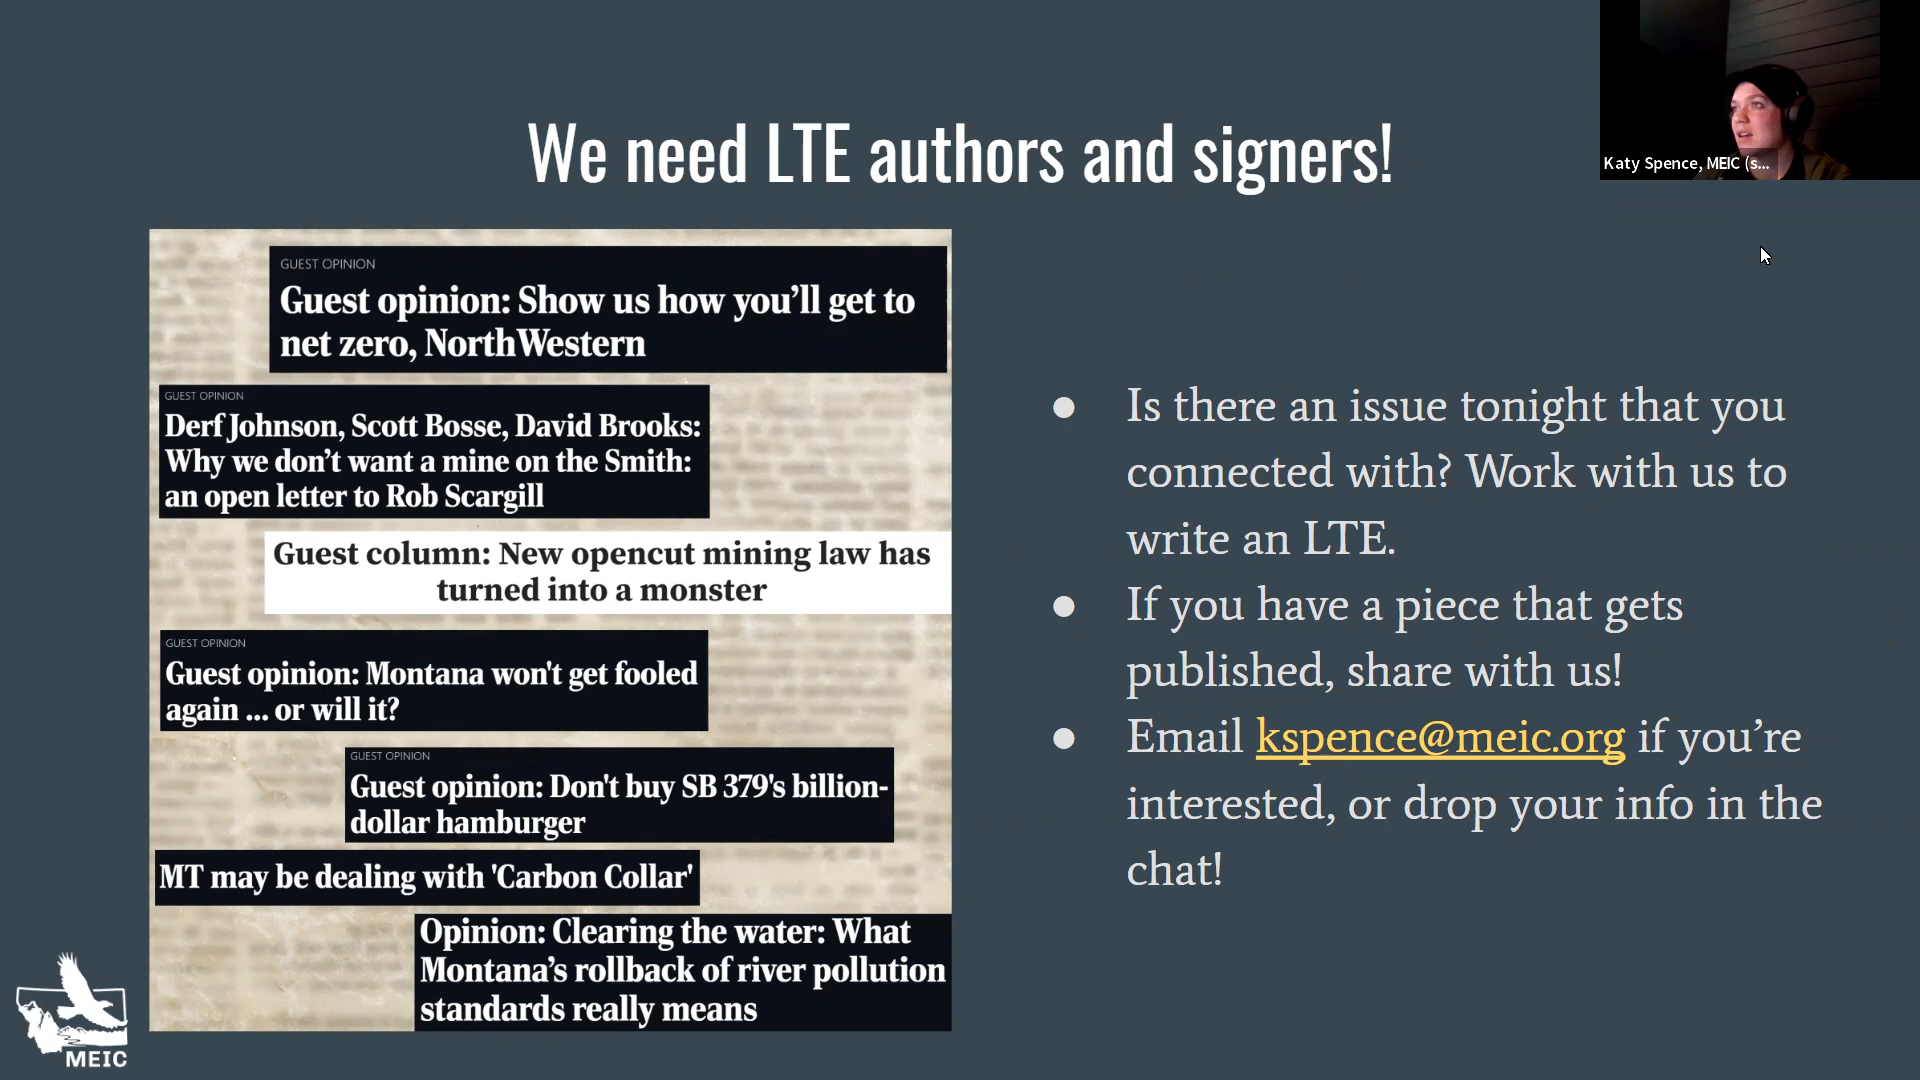 We need LTE authors and signers!
Katy Spence, MEIC (s...
GUEST OPINION
Guest opinion: Show us how you’ll get to
net zero, NorthWestern
GUEST OPINION
Derf Johnson, Scott Bosse, David Brooks:
Why we don’t want a mine on the Smith:
an open letter to Rob Scargill
Guest column: New opencut mining law has
turned into a monster
GUEST OPINION
Guest opinion: Montana won't get fooled
again ... or will it?
GUEST OPINION
Guest opinion: Don't buy SB 379's billion-
dollar hamburger
MT may be dealing with 'Carbon Collar'
Opinion: Clearing the water: What
Montana’s rollback of river pollution
standards really means
● Is there an issue tonight that you
connected with? Work with us to
write an LTE.
● If you have a piece that gets
published, share with us!
● Email kspence@meic.org if you’re
interested, or drop your info in the
chat!
MEIC